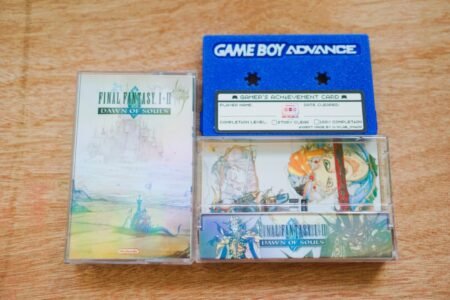 FINAL FANTASY I·II
DAWN OF SOULS
Nintendo
GAME BOY ADVANCE
GAMER'S ACHIEVEMENT CARD
PLAYER NAME:
DATE CLEARED:
COMPLETION LEVEL:
STORY CLEAR
100% COMPLETION
FINAL FANTASY I·II
DAWN OF SOULS